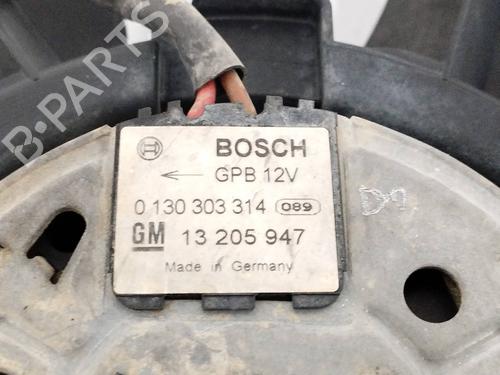 B-PARTS
BOSCH
← GPB 12V
0 130 303 314 089
GM 13 205 947
Made in Germany